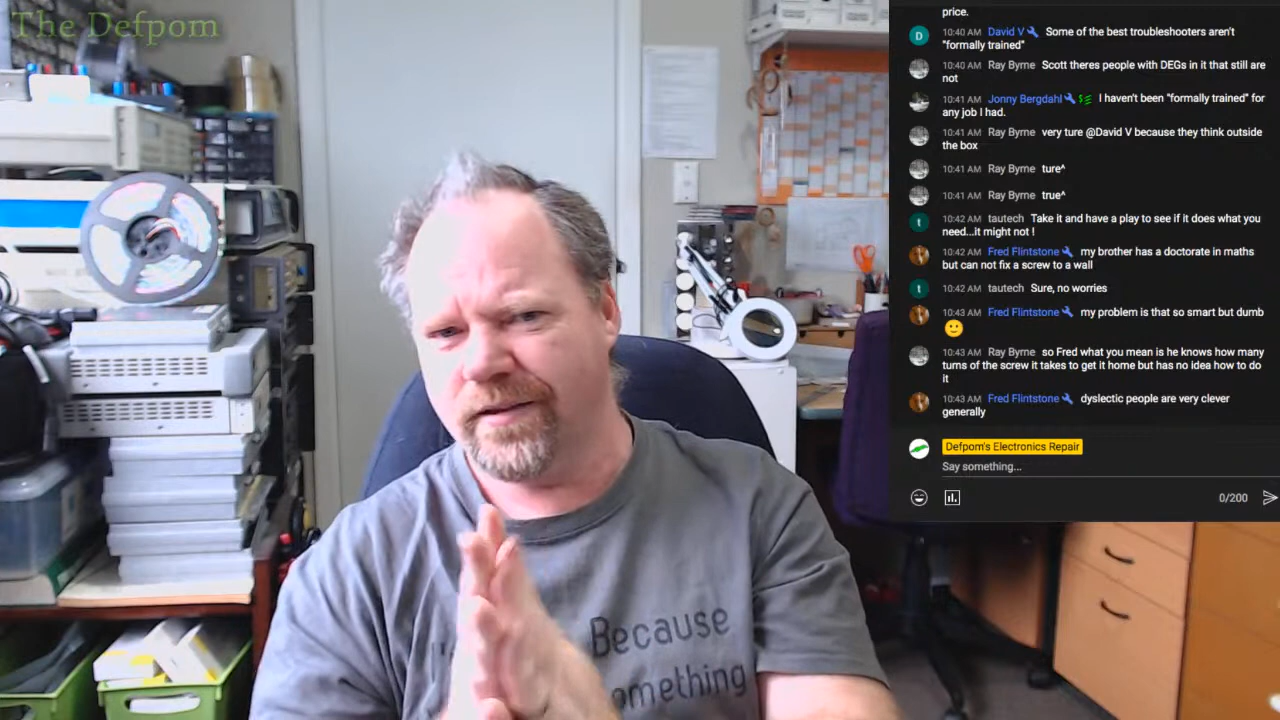 The Defpom
price.
D
10:40 AM David V Some of the best troubleshooters aren't
"formally trained"
10:40 AM Ray Byrne Scott theres people with DEGs in it that still are
not
10:41 AM Jonny Bergdahl I haven't been "formally trained" for
any job I had.
10:41 AM Ray Byrne very ture @David V because they think outside
the box
10:41 AM Ray Byrne ture^
10:41 AM Ray Byrne true^
t
10:42 AM tautech Take it and have a play to see if it does what you
need...it might not !
10:42 AM Fred Flintstone my brother has a doctorate in maths
but can not fix a screw to a wall
t
10:42 AM tautech Sure, no worries
10:43 AM Fred Flintstone my problem is that so smart but dumb
10:43 AM Ray Byrne so Fred what you mean is he knows how many
turns of the screw it takes to get it home but has no idea how to do
it
10:43 AM Fred Flintstone dyslectic people are very clever
generally
Defpom's Electronics Repair
Say something...
0/200
Because
omething